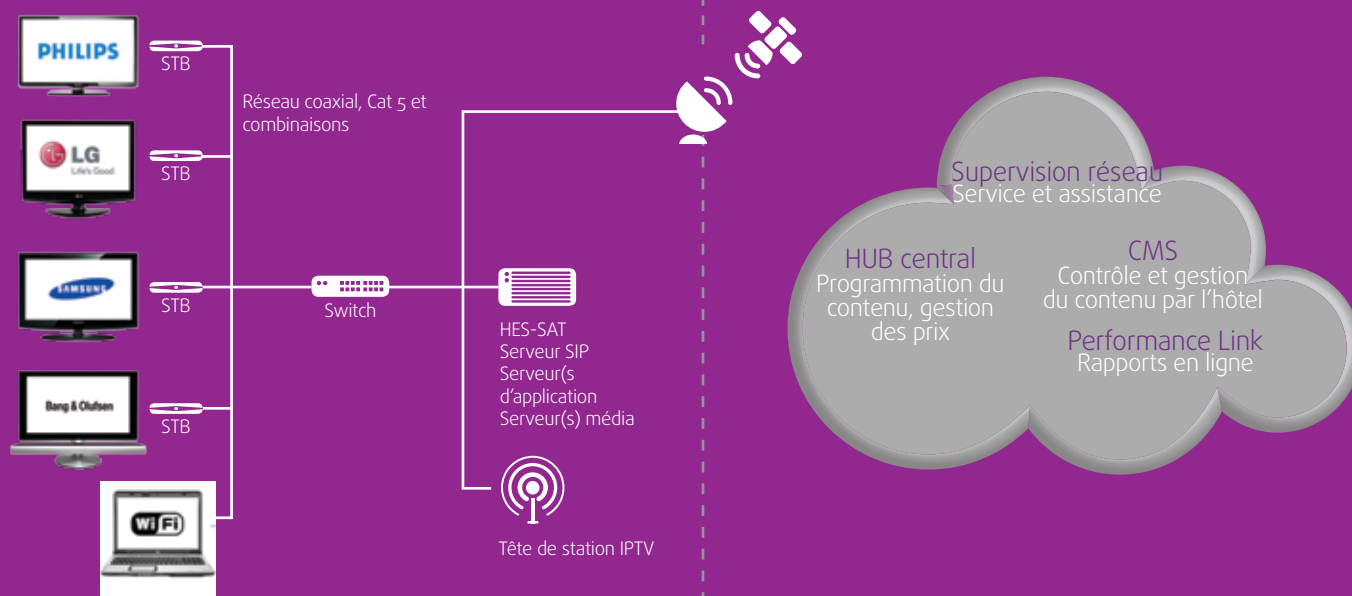 PHILIPS
STB
Réseau coaxial, Cat 5 et
combinaisons
LG
Life's Good
STB
SAMSUNG
STB
Switch
Bang & Olufsen
STB
WiFi
HES-SAT
Serveur SIP
Serveur(s
d'application
Serveur(s) média
Tête de station IPTV
Supervision réseau
Service et assistance
HUB central
Programmation du
contenu, gestion
des prix
CMS
Contrôle et gestion
du contenu par l'hôtel
Performance Link
Rapports en ligne